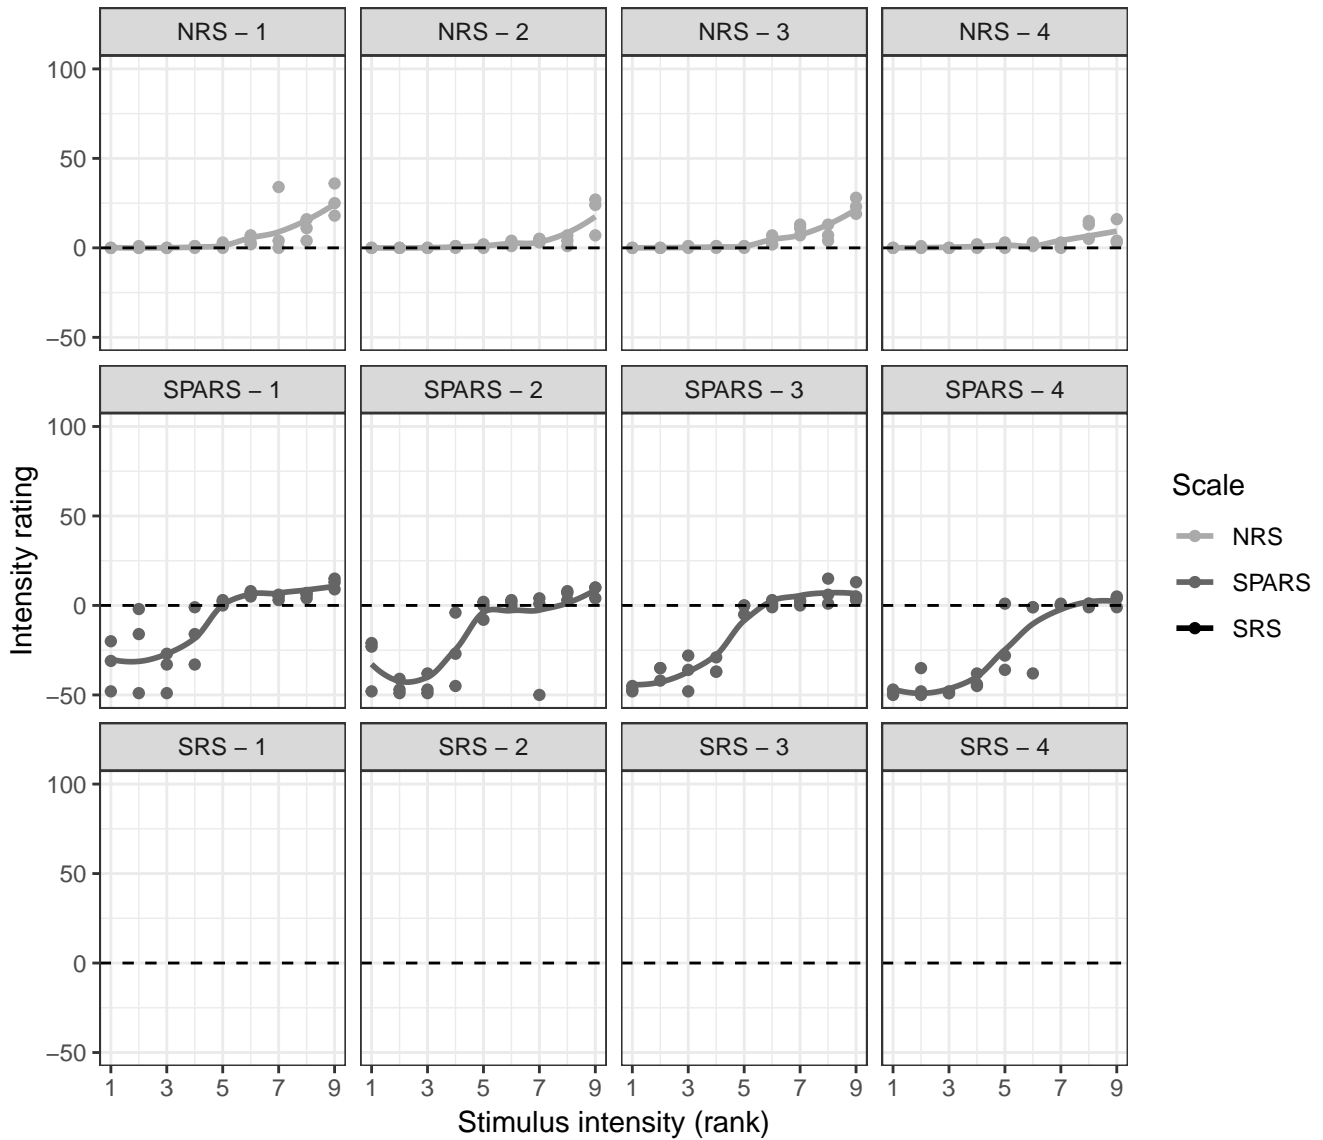 NRS – 1 NRS – 2 NRS – 3 NRS – 4
100
50
0
−50
SPARS – 1 SPARS – 2 SPARS – 3 SPARS – 4
100
50
0
−50
SRS – 1 SRS – 2 SRS – 3 SRS – 4
100
50
0
−50
1 3 5 7 9 1 3 5 7 9 1 3 5 7 9 1 3 5 7 9
Stimulus intensity (rank)
Intensity rating
Scale
NRS
SPARS
SRS